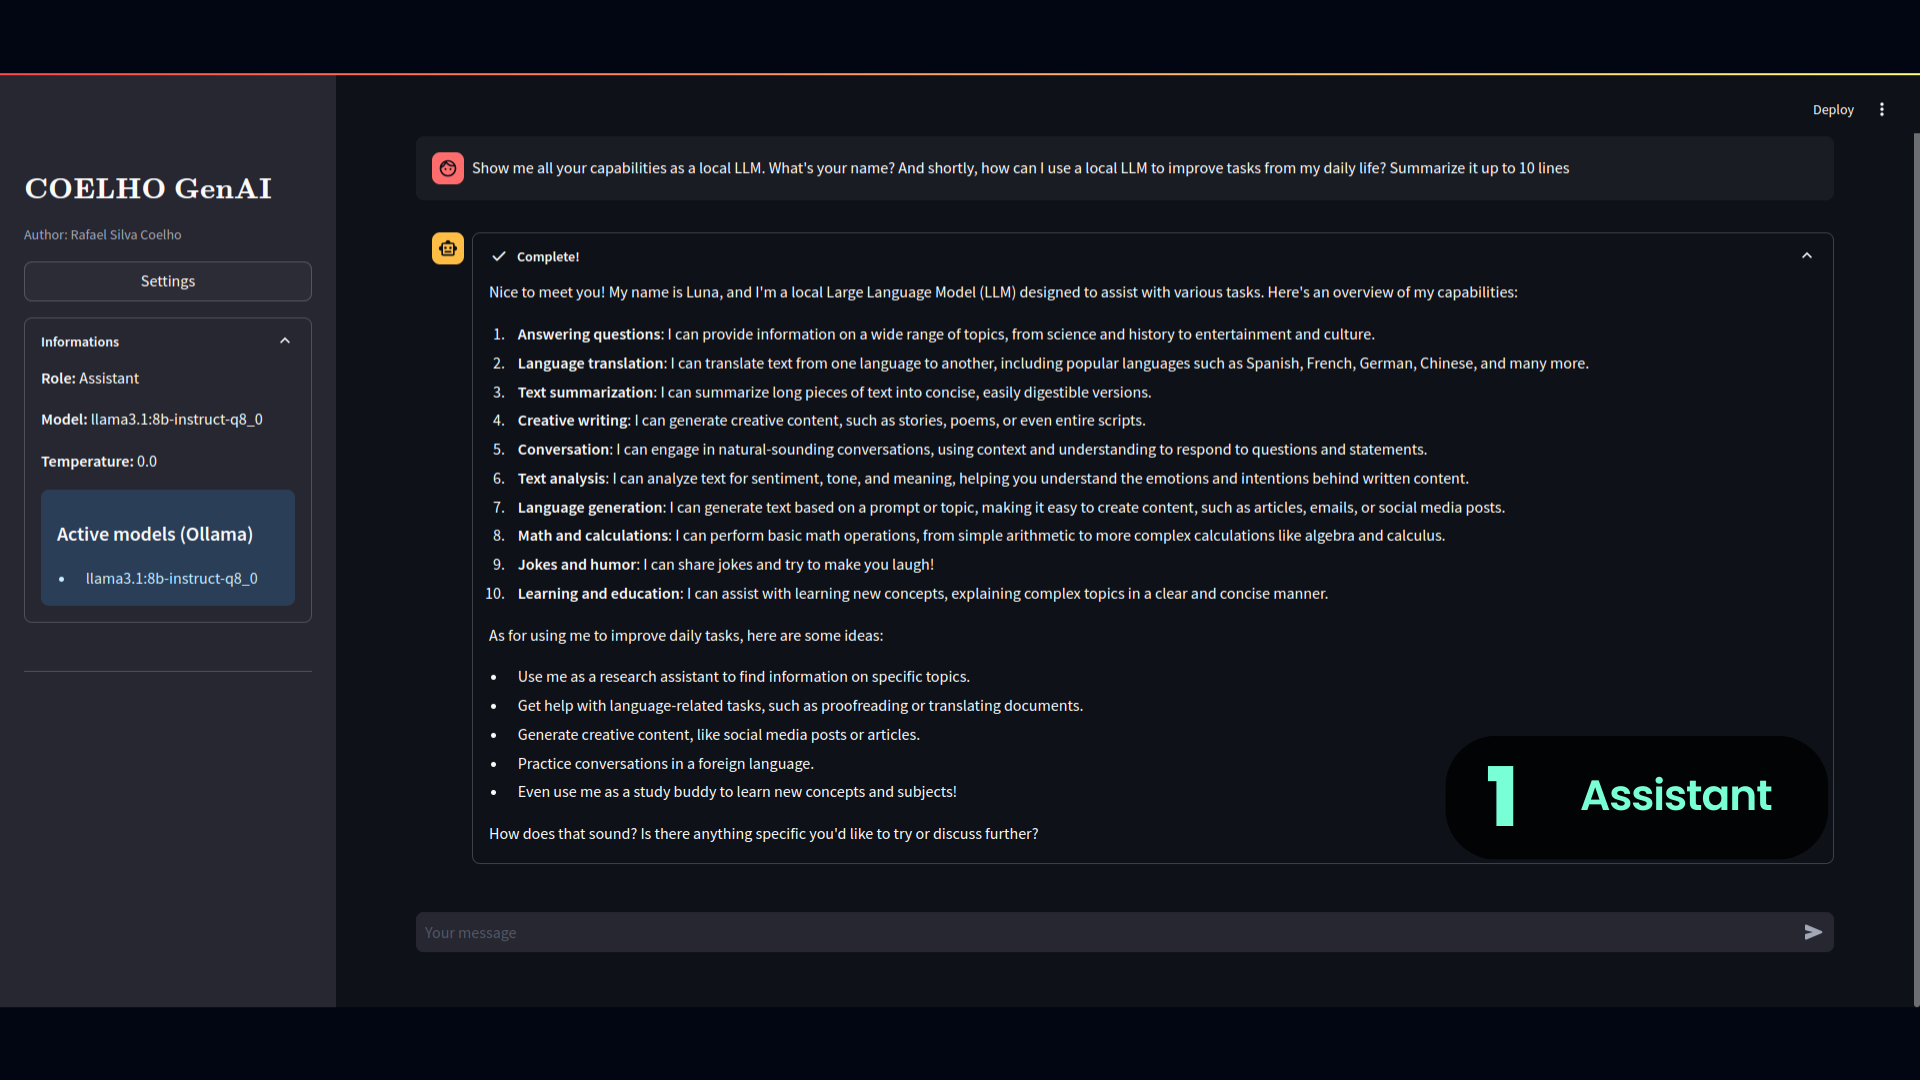 Deploy
COELHO GenAI
Author: Rafael Silva Coelho
Settings
Informations
Role: Assistant
Model: llama3.1:8b-instruct-q8_0
Temperature: 0.0
Active models (Ollama)
• llama3.1:8b-instruct-q8_0
Show me all your capabilities as a local LLM. What's your name? And shortly, how can I use a local LLM to improve tasks from my daily life? Summarize it up to 10 lines
Complete!
Nice to meet you! My name is Luna, and I'm a local Large Language Model (LLM) designed to assist with various tasks. Here's an overview of my capabilities:
1. Answering questions: I can provide information on a wide range of topics, from science and history to entertainment and culture.
2. Language translation: I can translate text from one language to another, including popular languages such as Spanish, French, German, Chinese, and many more.
3. Text summarization: I can summarize long pieces of text into concise, easily digestible versions.
4. Creative writing: I can generate creative content, such as stories, poems, or even entire scripts.
5. Conversation: I can engage in natural-sounding conversations, using context and understanding to respond to questions and statements.
6. Text analysis: I can analyze text for sentiment, tone, and meaning, helping you understand the emotions and intentions behind written content.
7. Language generation: I can generate text based on a prompt or topic, making it easy to create content, such as articles, emails, or social media posts.
8. Math and calculations: I can perform basic math operations, from simple arithmetic to more complex calculations like algebra and calculus.
9. Jokes and humor: I can share jokes and try to make you laugh!
10. Learning and education: I can assist with learning new concepts, explaining complex topics in a clear and concise manner.
As for using me to improve daily tasks, here are some ideas:
• Use me as a research assistant to find information on specific topics.
• Get help with language-related tasks, such as proofreading or translating documents.
• Generate creative content, like social media posts or articles.
• Practice conversations in a foreign language.
• Even use me as a study buddy to learn new concepts and subjects!
How does that sound? Is there anything specific you'd like to try or discuss further?
1 Assistant
Your message